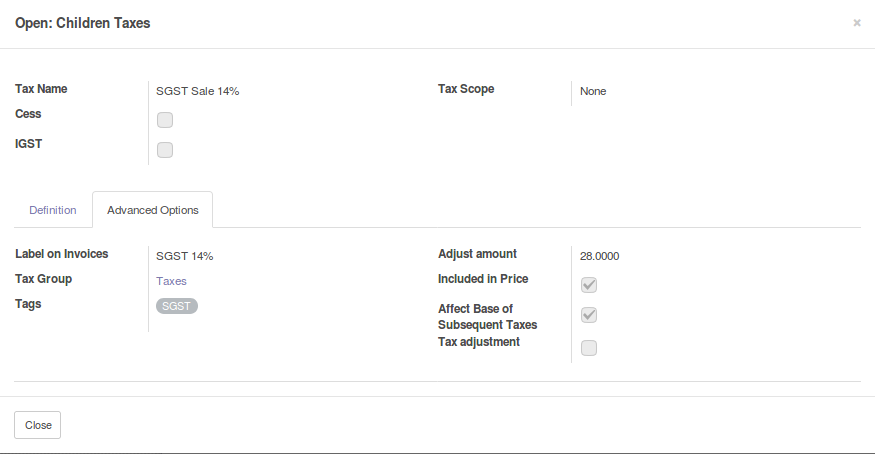 Open: Children Taxes
×
Tax Name
SGST Sale 14%
Tax Scope
None
Cess
IGST
Definition
Advanced Options
Label on Invoices
SGST 14%
Adjust amount
28.0000
Tax Group
Taxes
Included in Price
Tags
SGST
Affect Base of
Subsequent Taxes
Tax adjustment
Close